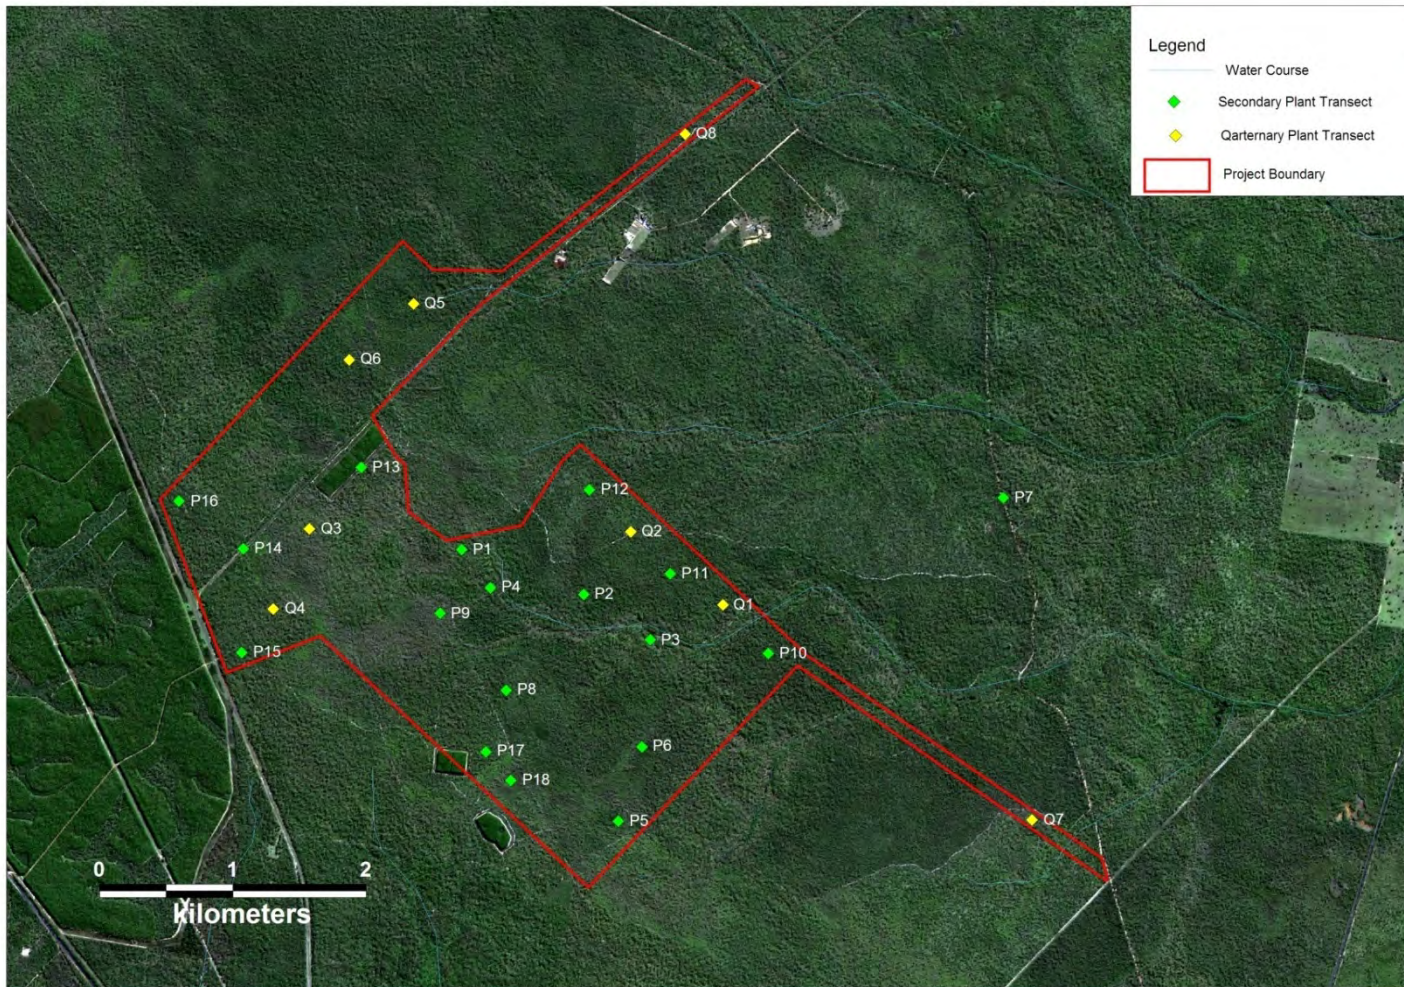 Legend
Water Course
Secondary Plant Transect
Qarternary Plant Transect
Project Boundary
Q8
Q5
Q6
P13
P16
P12
P7
Q3
Q2
P14
P1
P11
P4
P2
Q4
P9
Q1
P3
P15
P10
P8
P6
P17
P18
P5
Q7
0 1 2
kilometers